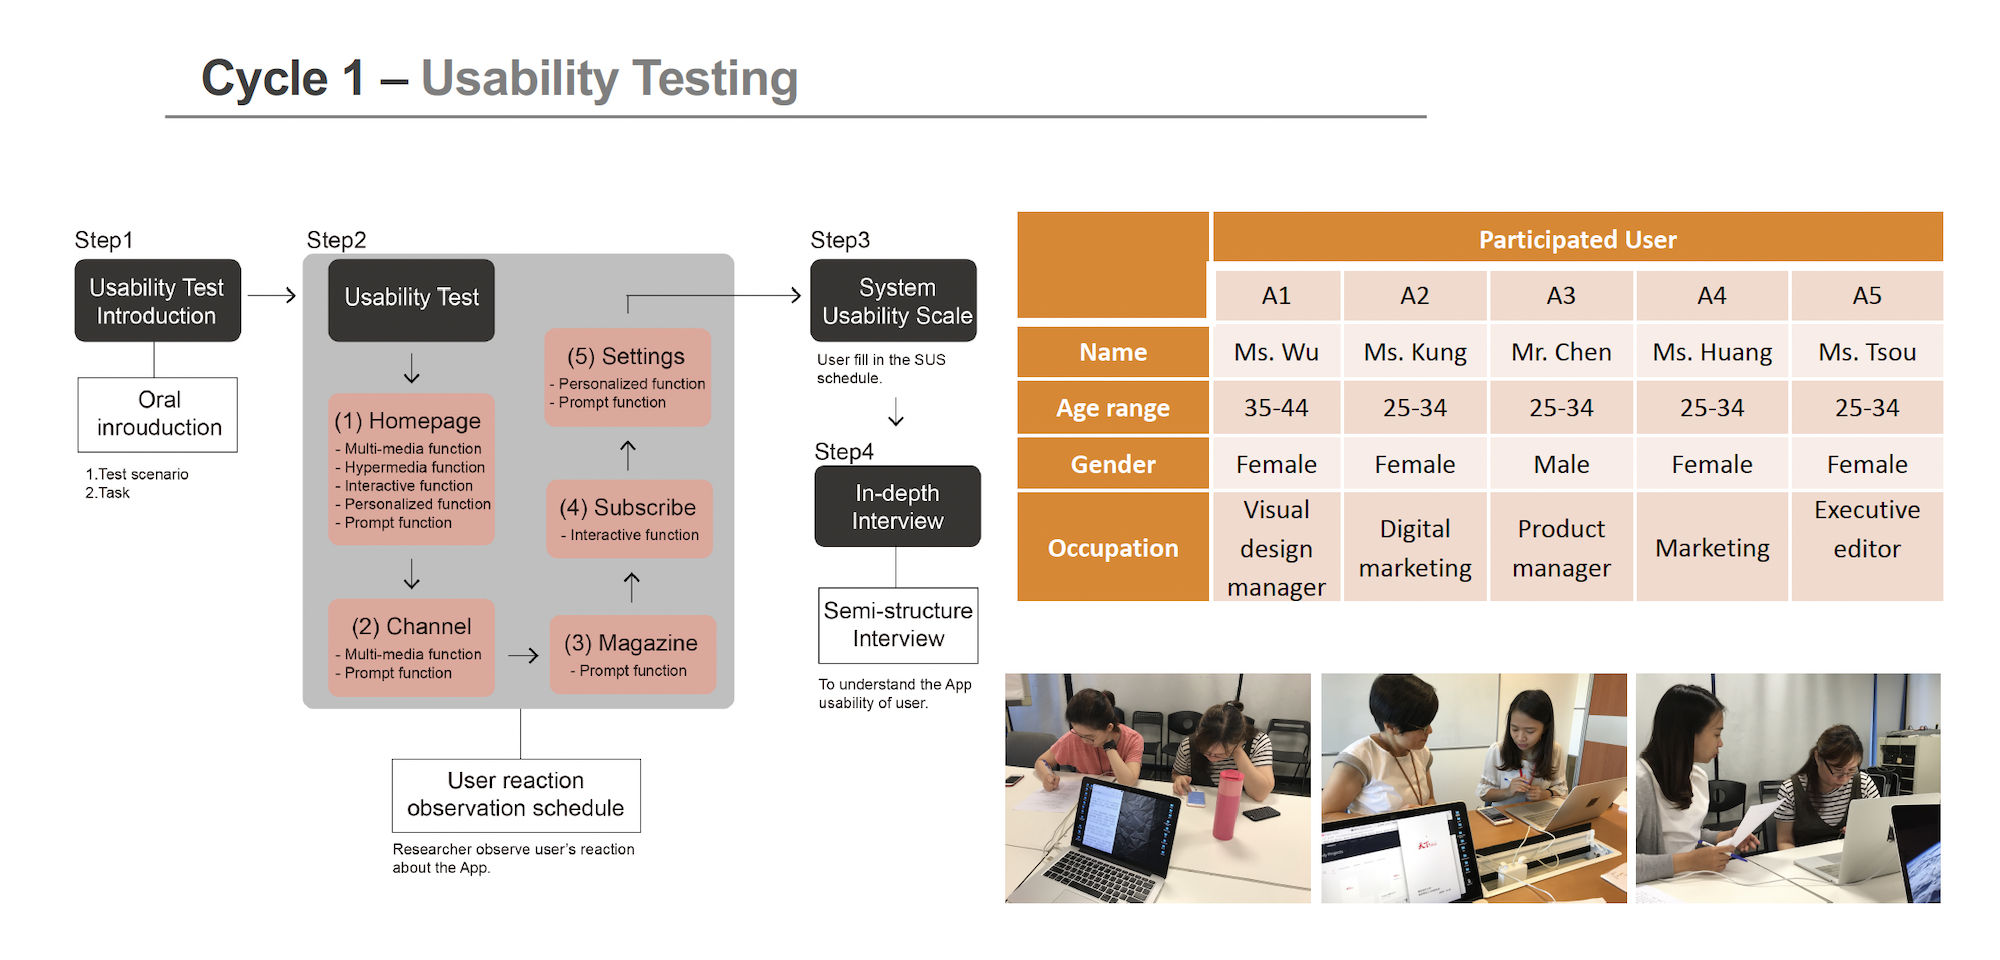 Cycle 1 – Usability Testing
Step1
Usability Test
Introduction
Oral
inrouduction
1.Test scenario
2.Task
Step2
Usability Test
(1) Homepage
- Multi-media function
- Hypermedia function
- Interactive function
- Personalized function
- Prompt function
(2) Channel
- Multi-media function
- Prompt function
(3) Magazine
- Prompt function
(4) Subscribe
- Interactive function
(5) Settings
- Personalized function
- Prompt function
User reaction
observation schedule
Researcher observe user's reaction
about the App.
Step3
System
Usability Scale
User fill in the SUS
schedule.
Step4
In-depth
Interview
Semi-structure
Interview
To understand the App
usability of user.
Participated User
A1 A2 A3 A4 A5
Name Ms. Wu Ms. Kung Mr. Chen Ms. Huang Ms. Tsou
Age range 35-44 25-34 25-34 25-34 25-34
Gender Female Female Male Female Female
Occupation
Visual
design
manager
Digital
marketing
Product
manager
Marketing
Executive
editor
天下